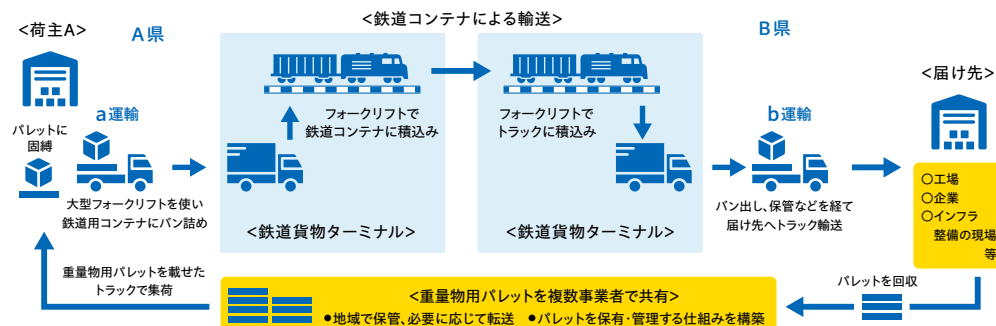 <鉄道コンテナによる輸送>
<荷主A>
A県
B県
<届け先>
パレットに
固縛
a運輸
フォークリフトで
鉄道コンテナに積込み
フォークリフトで
トラックに積込み
b運輸
大型フォークリフトを使い
鉄道用コンテナにバン詰め
<鉄道貨物ターミナル>
<鉄道貨物ターミナル>
バン出し、保管などを経て
届け先へトラック輸送
○工場
○企業
○インフラ
整備の現場
等
重量物用パレットを載せた
トラックで集荷
パレットを回収
<重量物用パレットを複数事業者で共有>
●地域で保管、必要に応じて転送 ●パレットを保有・管理する仕組みを構築